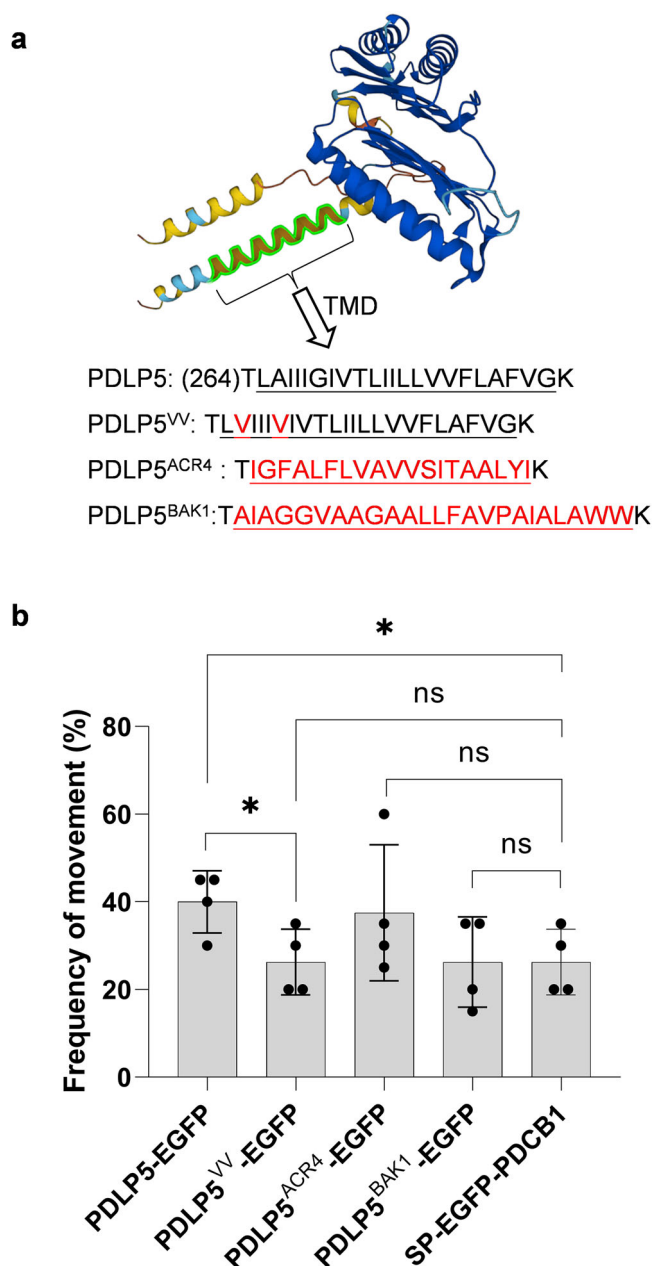 a
TMD
PDLP5: (264)TLAIIIGIVTLIILLVVFLAFVGK
PDLP5VV: TLVIIIVIVTLIILLVVFLAFVGK
PDLP5ACR4 : TIGFALFLVAVVSITAALYIK
PDLP5BAK1:TAIAGGVAAGAALLFAVPAIALAWWK
b
*
ns
ns
*
ns
Frequency of movement (%)
80
60
40
20
0
PDLP5-EGFP
PDLP5VV-EGFP
PDLP5ACR4-EGFP
PDLP5BAK1-EGFP
SP-EGFP-PDCB1